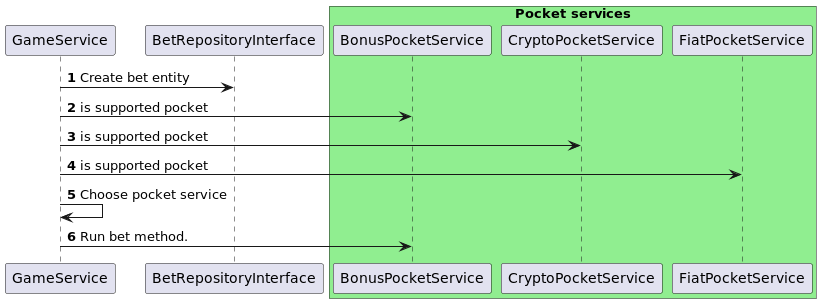 Pocket services
GameService BetRepositoryInterface BonusPocketService CryptoPocketService FiatPocketService
1 Create bet entity
2 is supported pocket
3 is supported pocket
4 is supported pocket
5 Choose pocket service
6 Run bet method.
GameService BetRepositoryInterface BonusPocketService CryptoPocketService FiatPocketService